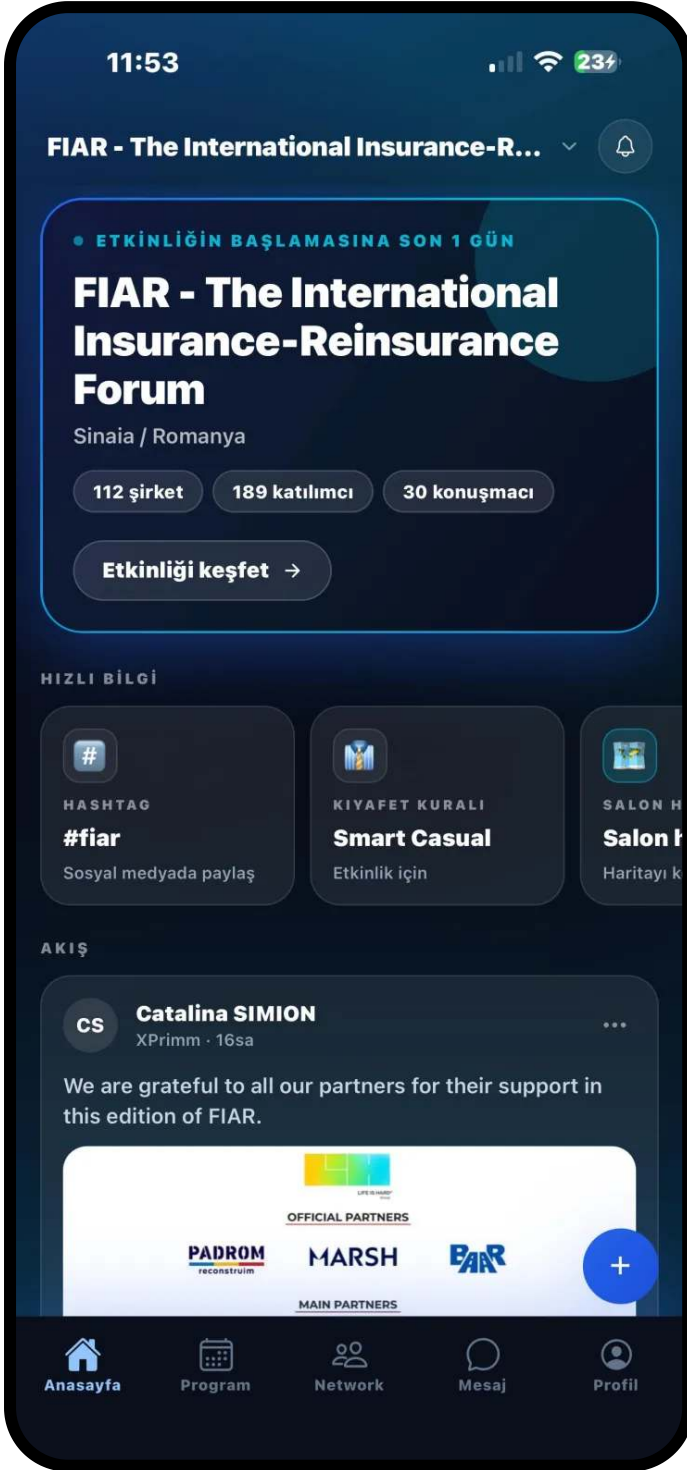 11:53
23
FIAR - The International Insurance-R...
ETKİNLİĞİN BAŞLAMASINA SON 1 GÜN
FIAR - The International
Insurance-Reinsurance
Forum
Sinaia / Romanya
112 şirket 189 katılımcı 30 konuşmacı
Etkinliği keşfet →
HIZLI BİLGİ
#
HASHTAG KIYAFET KURALI SALON H
#fiar Smart Casual Salon h
Sosyal medyada paylaş Etkinlik için Haritayı k
AKIŞ
CS
Catalina SIMION
XPrimm · 16sa
We are grateful to all our partners for their support in
this edition of FIAR.
LIFE IS HARD
OFFICIAL PARTNERS
PADROM MARSH PAAR
reconstruim
MAIN PARTNERS
+
Anasayfa Program Network Mesaj Profil